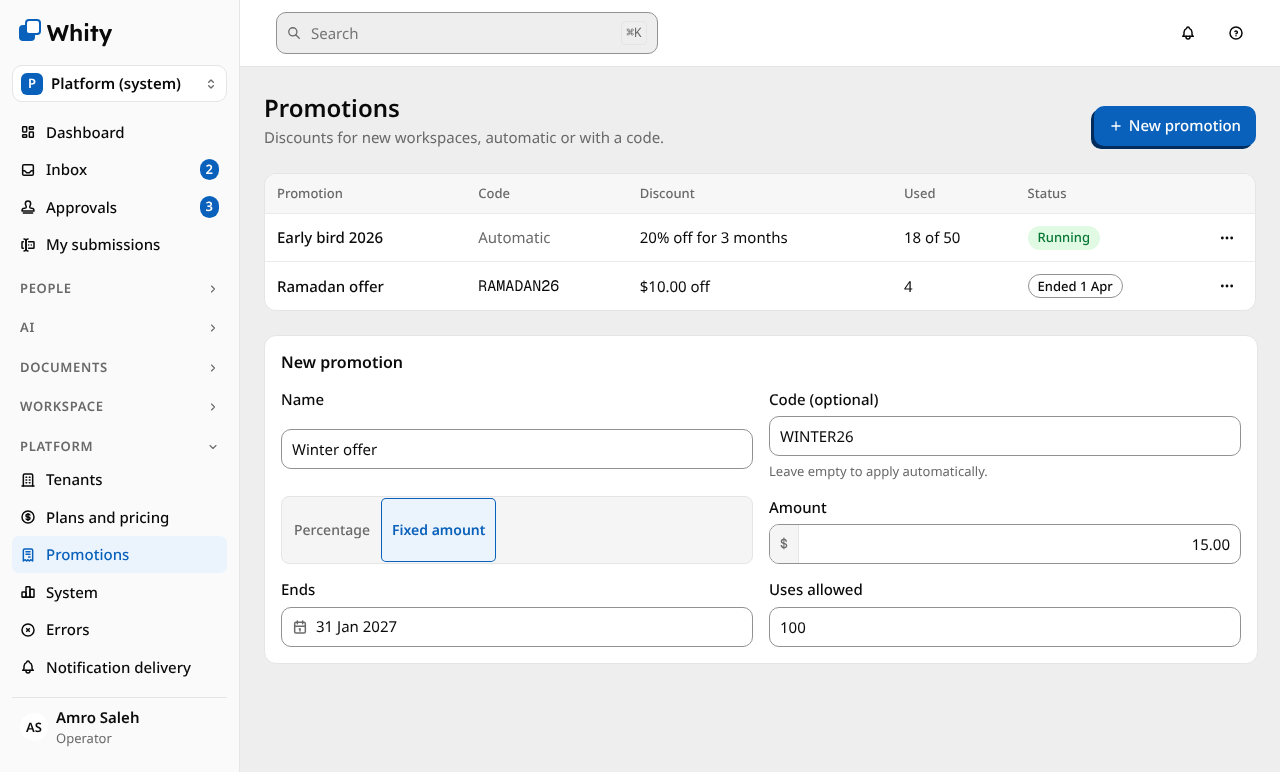 Whity
P Platform (system)
Dashboard
Inbox 2
Approvals 3
My submissions
PEOPLE
AI
DOCUMENTS
WORKSPACE
PLATFORM
Tenants
Plans and pricing
Promotions
System
Errors
Notification delivery
AS Amro Saleh
Operator
Search ⌘K
Promotions
Discounts for new workspaces, automatic or with a code.
+ New promotion
Promotion Code Discount Used Status
Early bird 2026 Automatic 20% off for 3 months 18 of 50 Running
Ramadan offer RAMADAN26 $10.00 off 4 Ended 1 Apr
New promotion
Name
Winter offer
Code (optional)
WINTER26
Leave empty to apply automatically.
Percentage Fixed amount
Amount
$ 15.00
Ends
31 Jan 2027
Uses allowed
100